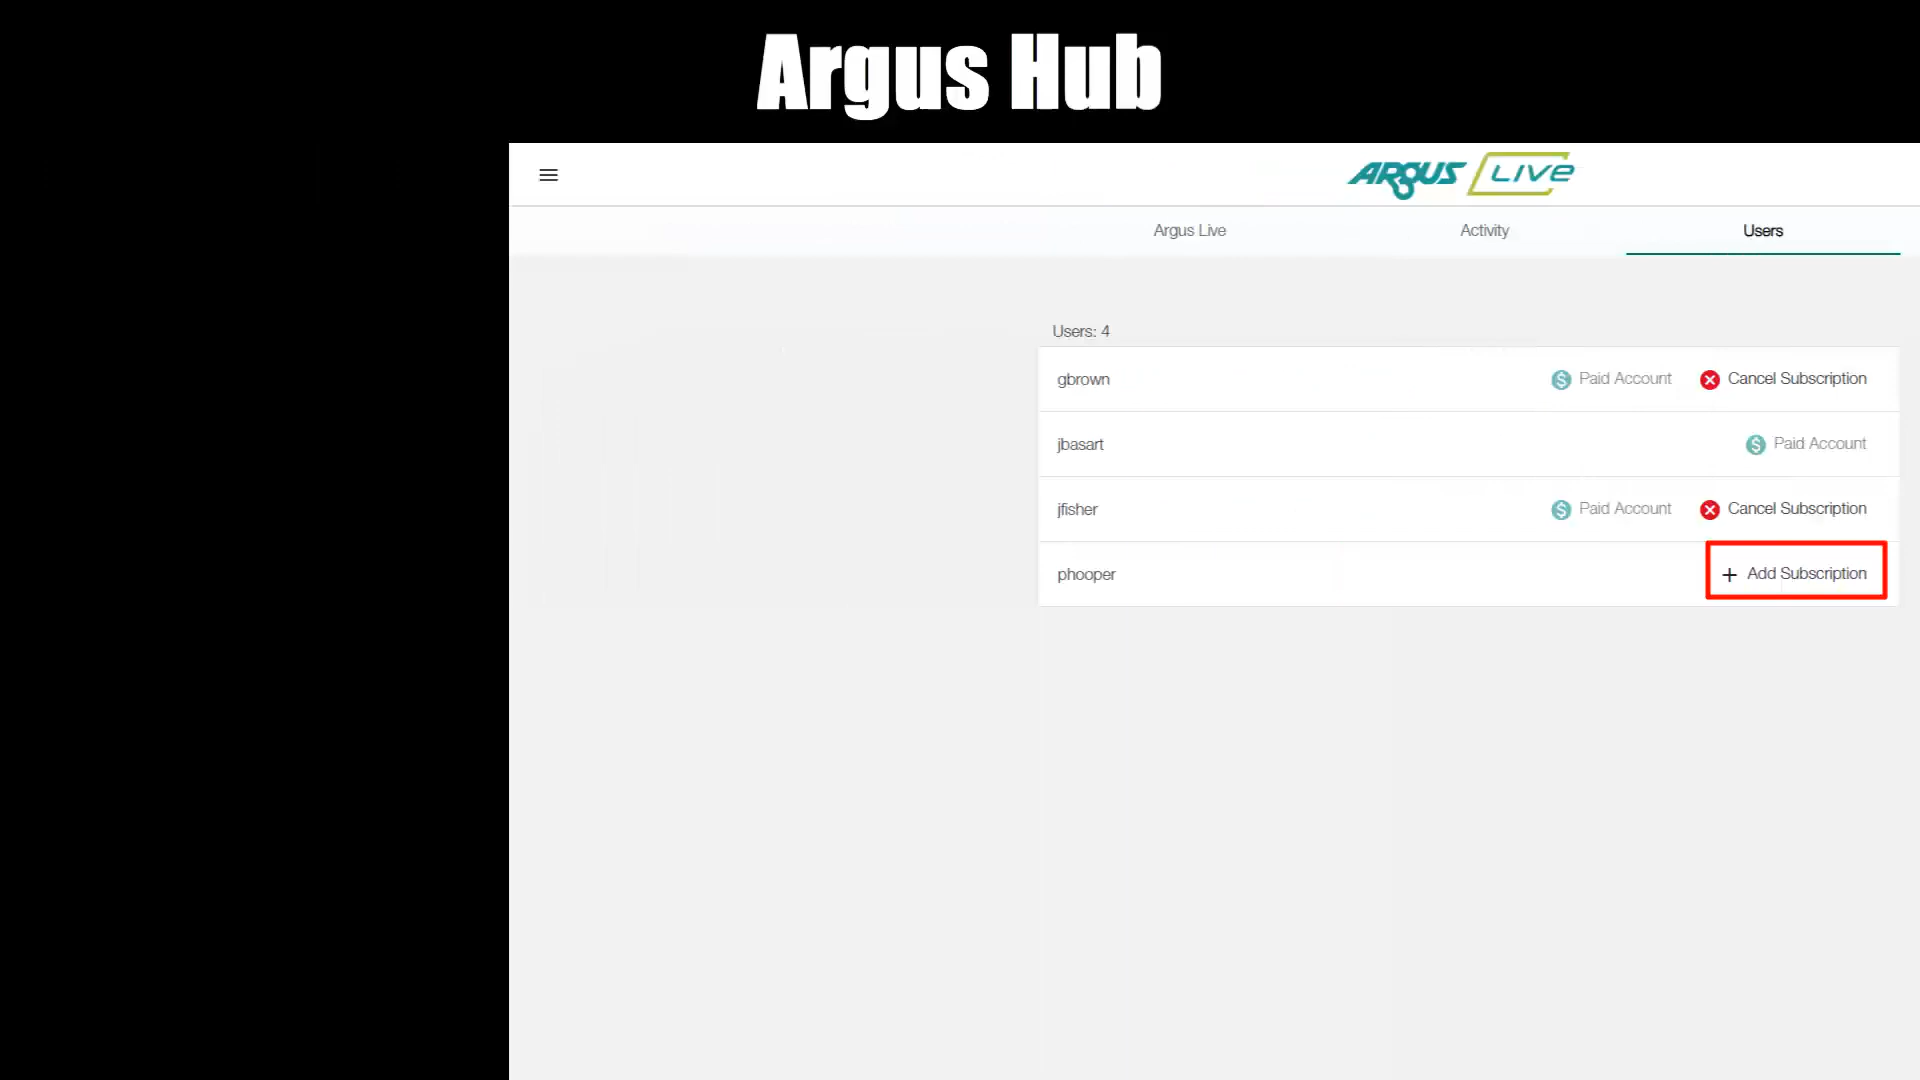 Argus Hub
ARGUS LIVE
Argus Live Activity Users
Users: 4
gbrown Paid Account Cancel Subscription
jbasart Paid Account
jfisher Paid Account Cancel Subscription
phooper + Add Subscription